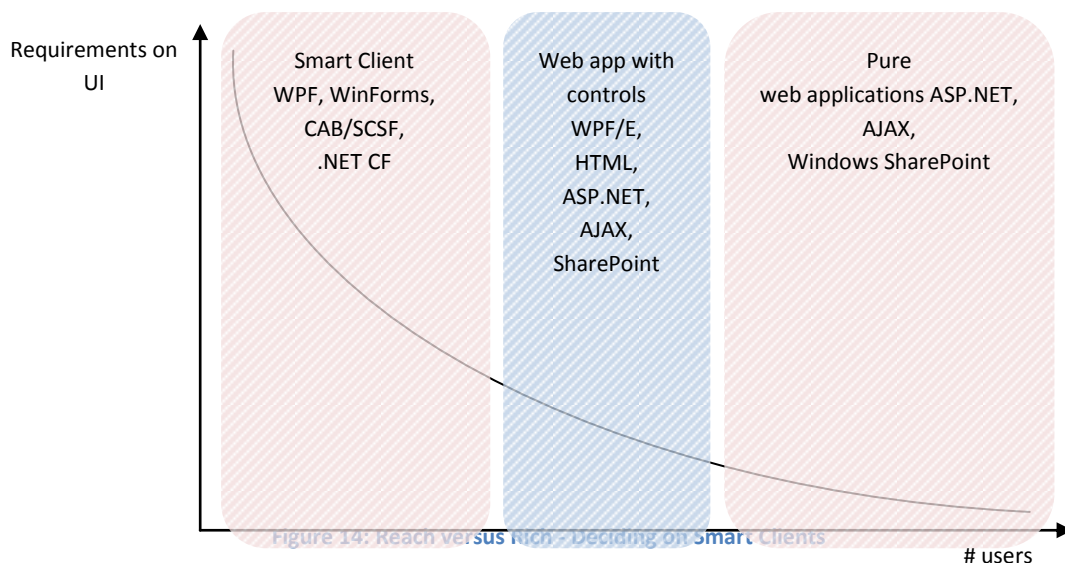 Requirements on
UI
Smart Client
WPF, WinForms,
CAB/SCSF,
.NET CF
Web app with
controls
WPF/E,
HTML,
ASP.NET,
AJAX,
SharePoint
Pure
web applications ASP.NET,
AJAX,
Windows SharePoint
Figure 14: Reach versus Rich - Deciding on Smart Clients
# users